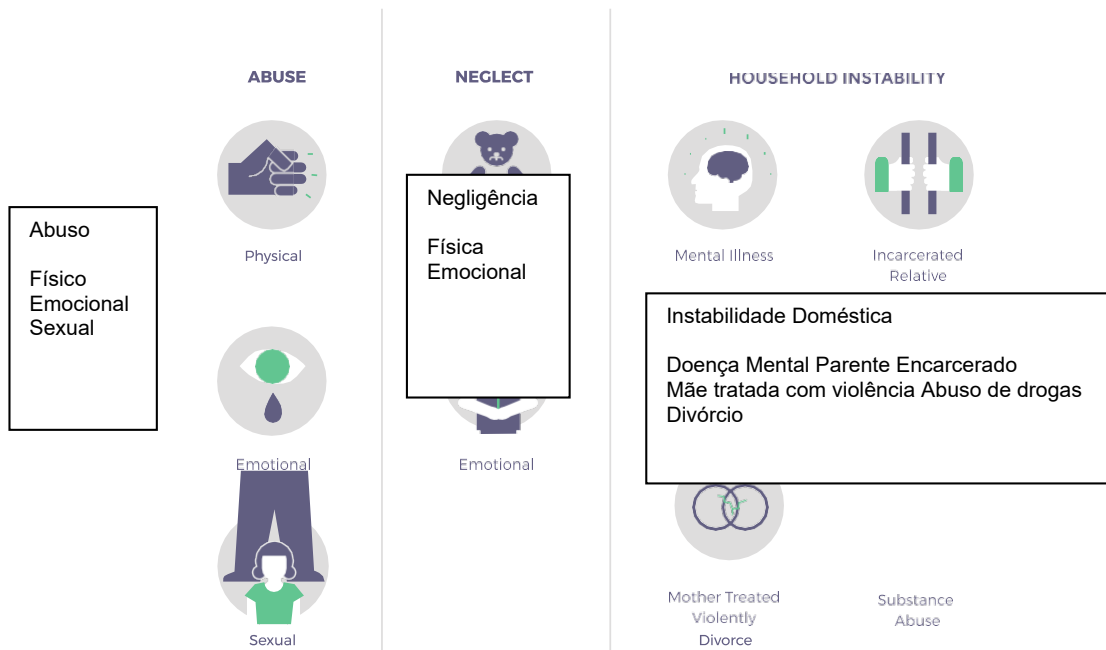 ABUSE
NEGLECT
HOUSEHOLD INSTABILITY
Physical
Mental Illness
Incarcerated
Relative
Abuso
Físico
Emocional
Sexual
Negligência
Física
Emocional
Instabilidade Doméstica
Doença Mental Parente Encarcerado
Mãe tratada com violência Abuso de drogas
Divórcio
Emotional
Emotional
Mother Treated
Violently
Substance
Abuse
Sexual
Divorce